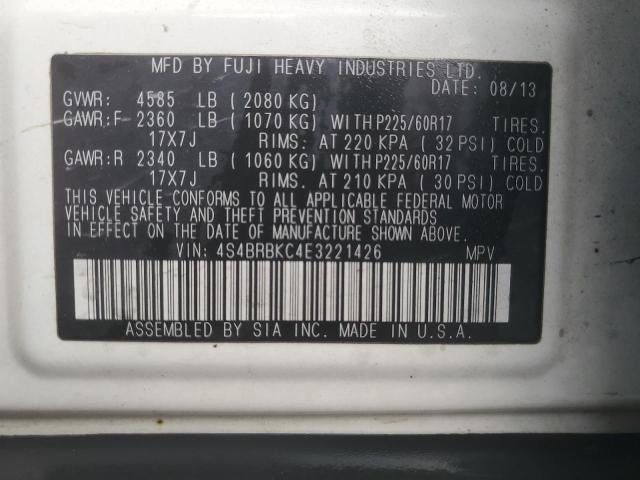 MFD BY FUJI HEAVY INDUSTRIES LTD.
DATE: 08/13
GVWR: 4585 LB ( 2080 KG)
GAWR:F 2360 LB ( 1070 KG) WITH P225/60R17 TIRES.
17X7J RIMS. AT 220 KPA ( 32 PSI) COLD
GAWR:R 2340 LB ( 1060 KG) WITH P225/60R17 TIRES.
17X7J RIMS. AT 210 KPA ( 30 PSI) COLD
THIS VEHICLE CONFORMS TO ALL APPLICABLE FEDERAL MOTOR
VEHICLE SAFETY AND THEFT PREVENTION STANDARDS
IN EFFECT ON THE DATE OF MANUFACTURE SHOWN ABOVE.
VIN: 4S4BRBKC4E3221426 MPV
ASSEMBLED BY SIA INC. MADE IN U.S.A.